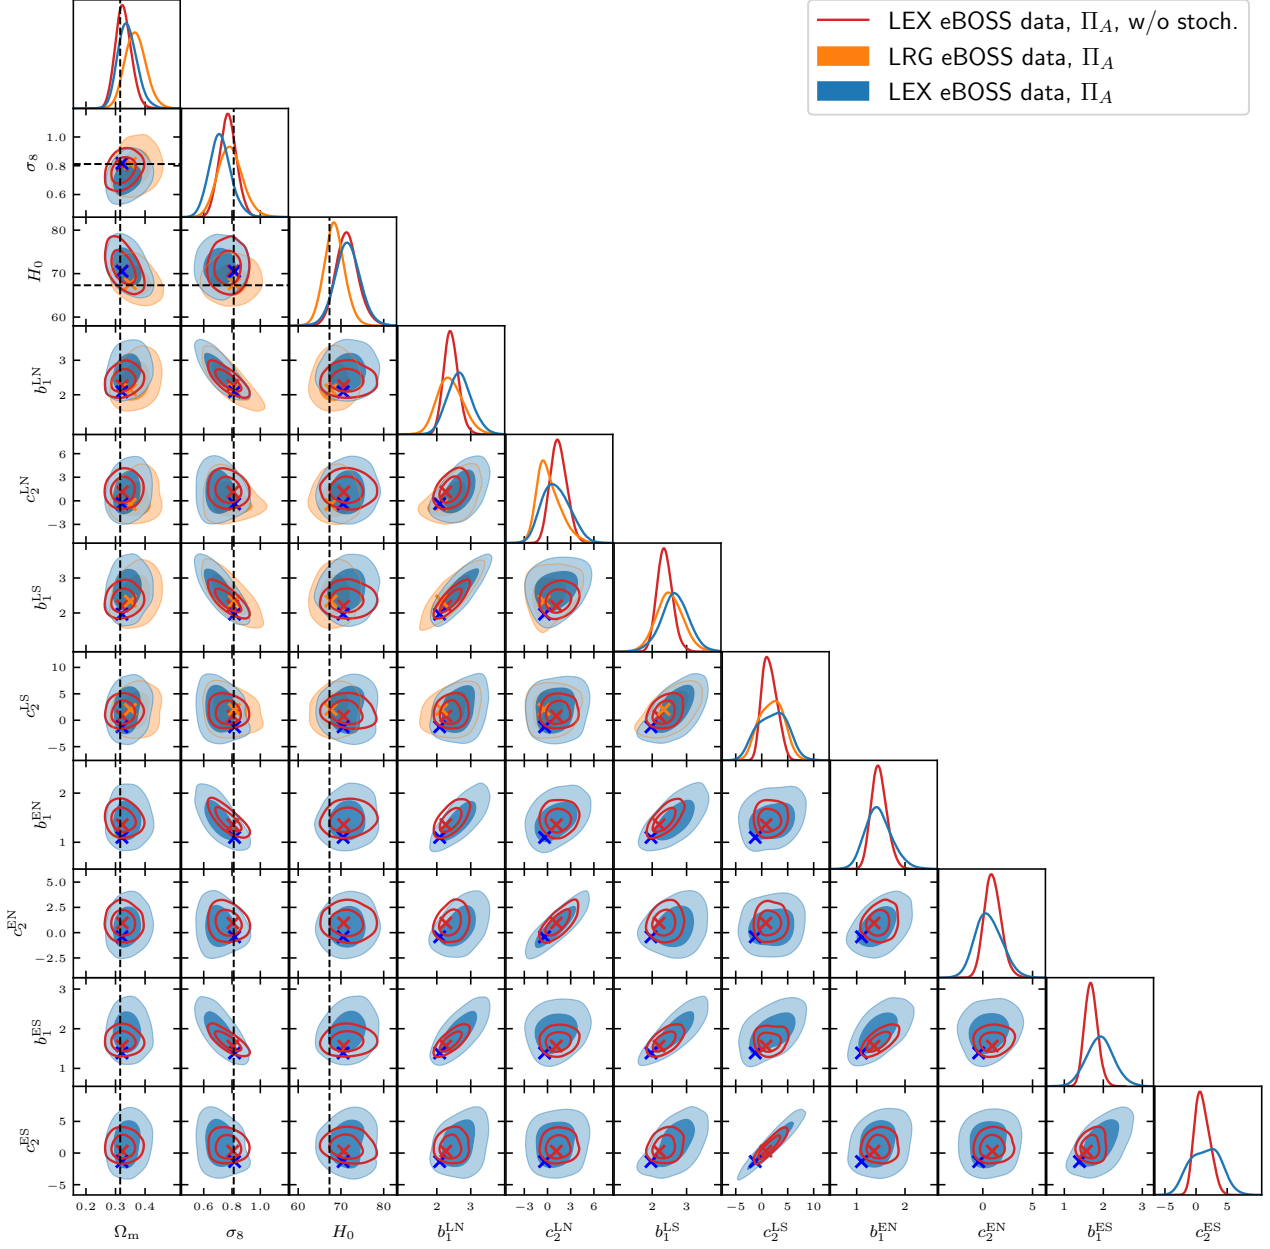 LEX eBOSS data, Π_A, w/o stoch.
LRG eBOSS data, Π_A
LEX eBOSS data, Π_A
1.0
σ_8
0.8
0.6
80
H_0
70
60
3
b_1^LN
2
6
3
c_2^LN
0
−3
3
b_1^LS
2
10
5
c_2^LS
0
−5
2
b_1^EN
1
5.0
2.5
c_2^EN
0.0
−2.5
3
b_1^ES
2
1
5
c_2^ES
0
−5
0.2 0.4 0.6 0.8 1.0 60 70 80 2 3 −3 0 3 6 2 3 −5 0 5 10 1 2 0 5 1 2 3 −5 0 5
Ω_m σ_8 H_0 b_1^LN c_2^LN b_1^LS c_2^LS b_1^EN c_2^EN b_1^ES c_2^ES